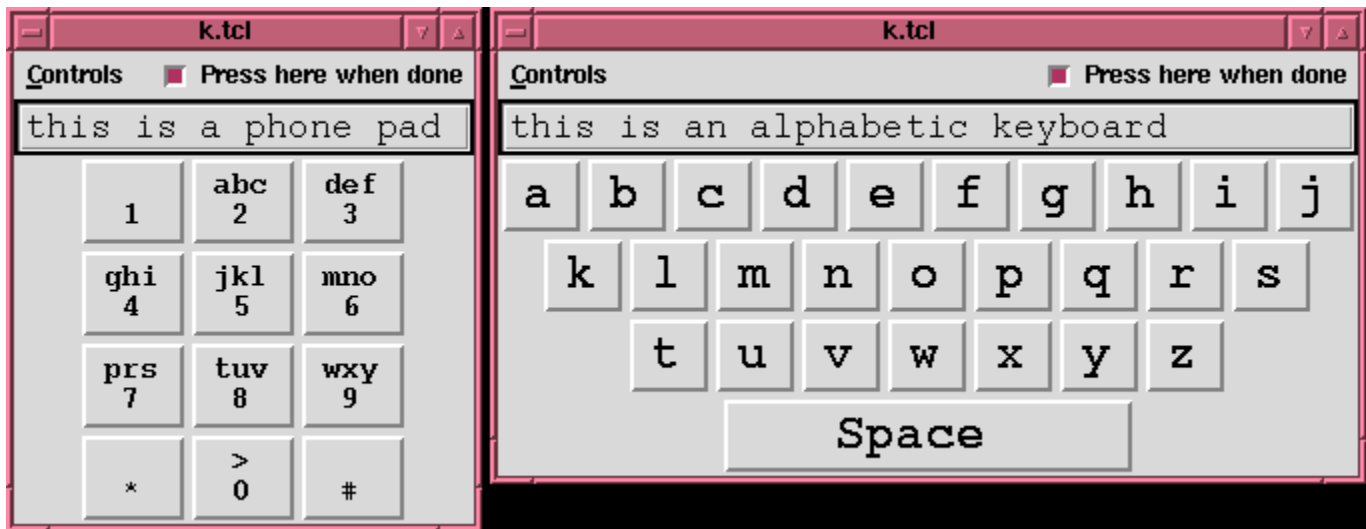 k.tcl
Controls Press here when done
this is a phone pad
1 abc def
2 3
ghi jkl mno
4 5 6
prs tuv wxy
7 8 9
>
* 0 #
k.tcl
Controls Press here when done
this is an alphabetic keyboard
a b c d e f g h i j
k l m n o p q r s
t u v w x y z
Space